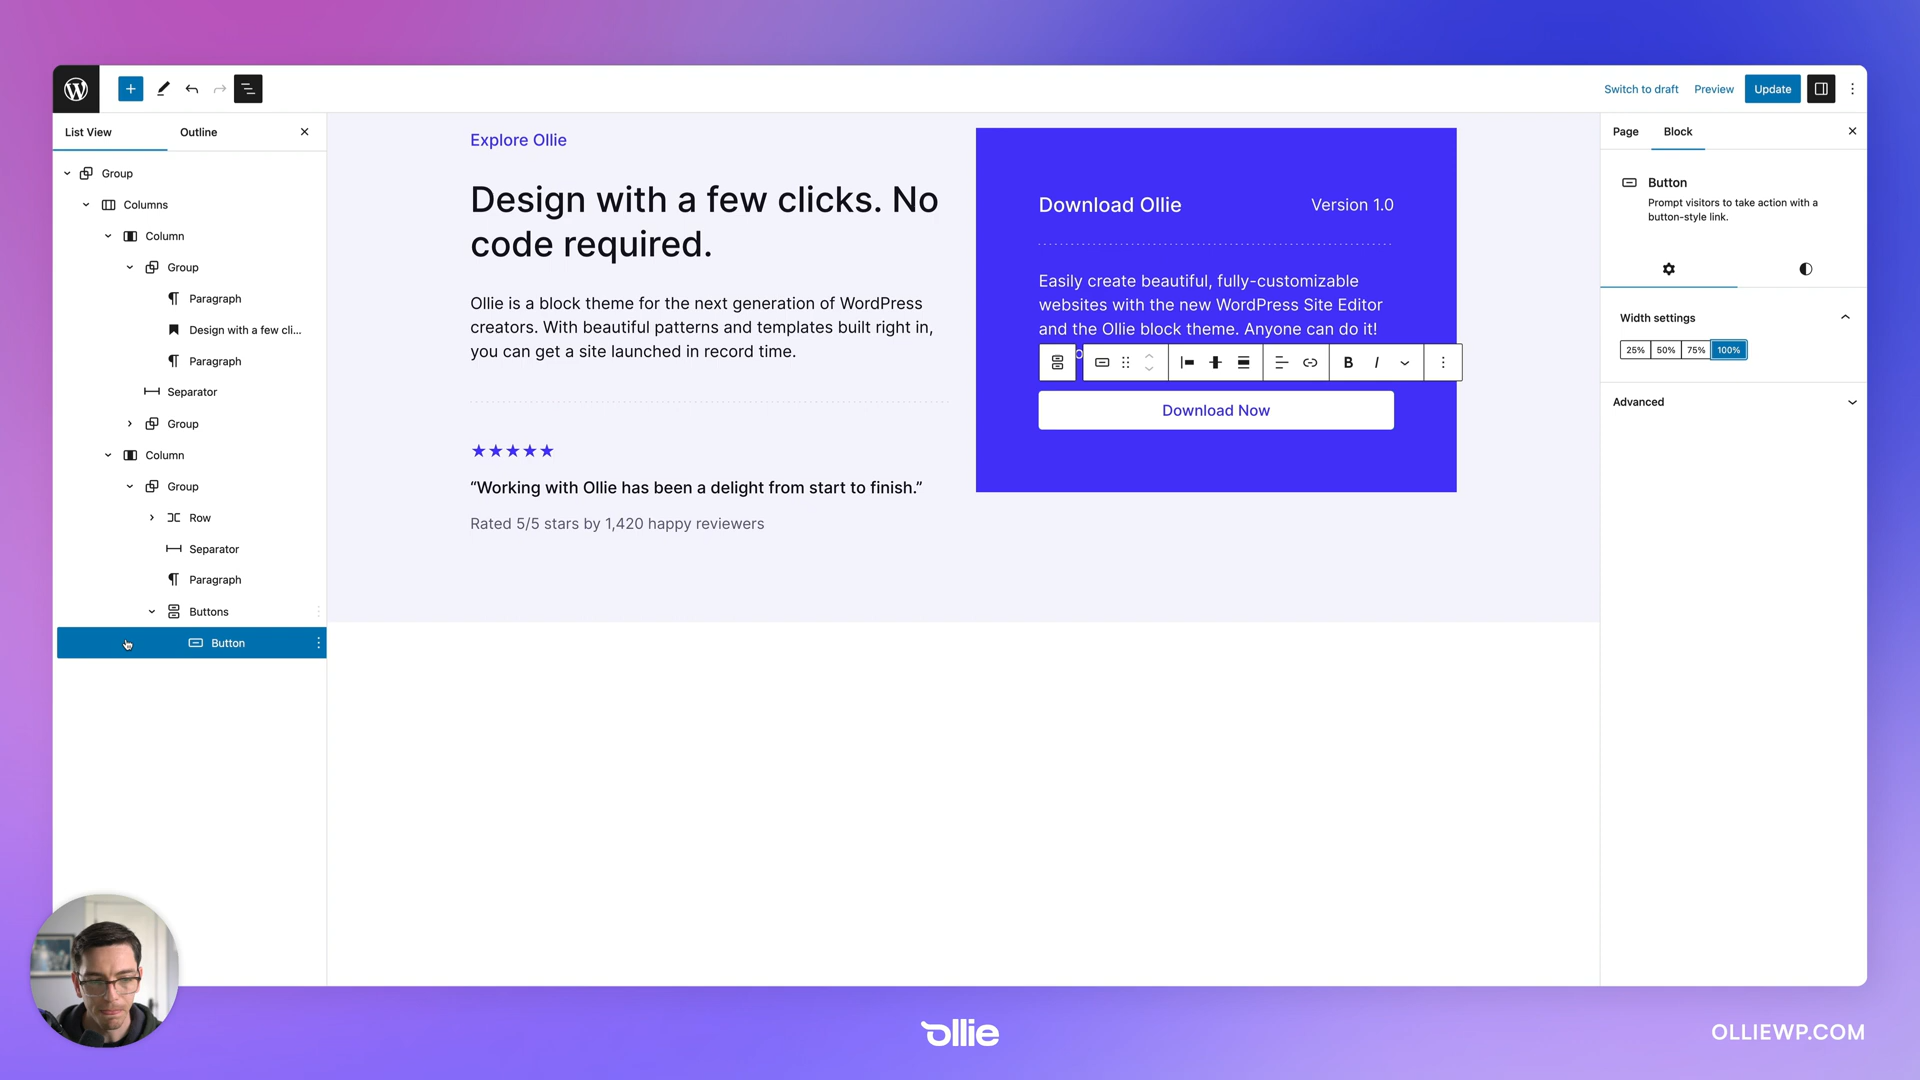 Switch to draft
Preview
Update
List View
Outline
Group
Columns
Column
Group
Paragraph
Design with a few cli...
Paragraph
Separator
Group
Column
Group
Row
Separator
Paragraph
Buttons
Button
Explore Ollie
Design with a few clicks. No
code required.
Ollie is a block theme for the next generation of WordPress
creators. With beautiful patterns and templates built right in,
you can get a site launched in record time.
★★★★★
“Working with Ollie has been a delight from start to finish.”
Rated 5/5 stars by 1,420 happy reviewers
Download Ollie
Version 1.0
Easily create beautiful, fully-customizable
websites with the new WordPress Site Editor
and the Ollie block theme. Anyone can do it!
B I
Download Now
Page
Block
Button
Prompt visitors to take action with a
button-style link.
Width settings
25% 50% 75% 100%
Advanced
ollie
OLLIEWP.COM